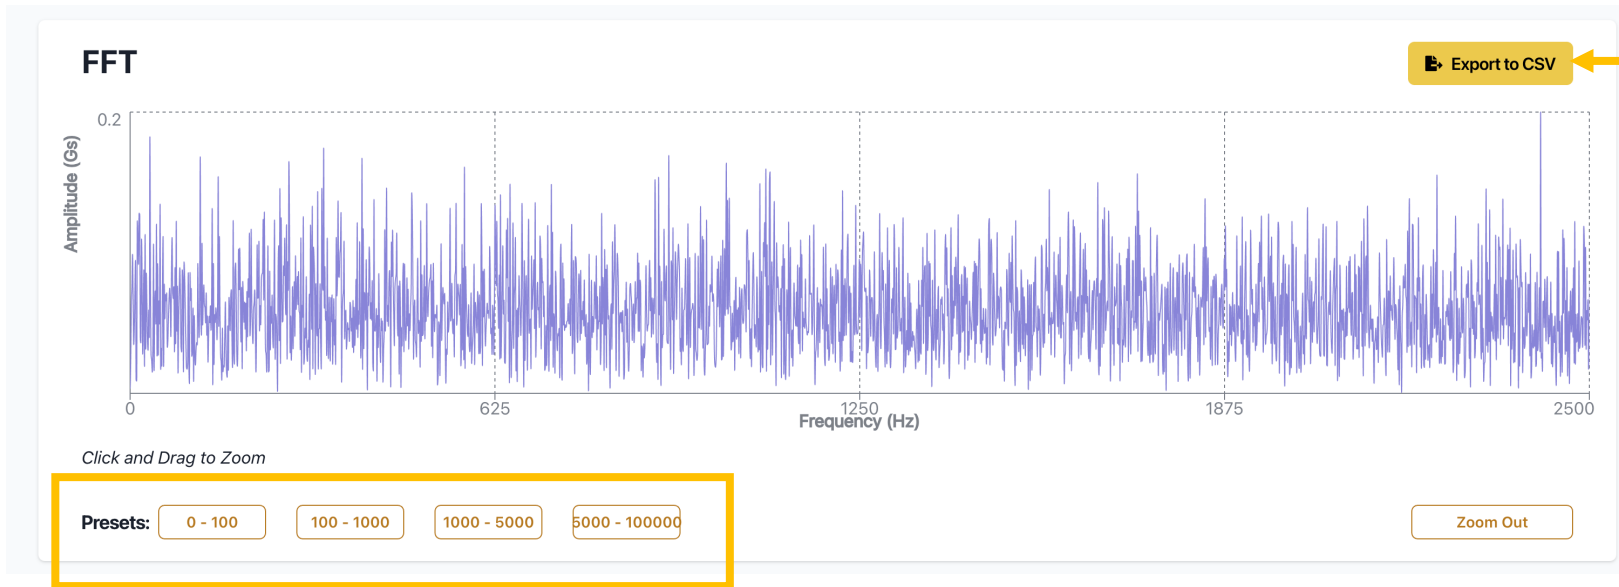 FFT
Export to CSV
0.2
Amplitude (Gs)
0
625
1250
1875
2500
Frequency (Hz)
Click and Drag to Zoom
Presets:
0 - 100
100 - 1000
1000 - 5000
5000 - 100000
Zoom Out